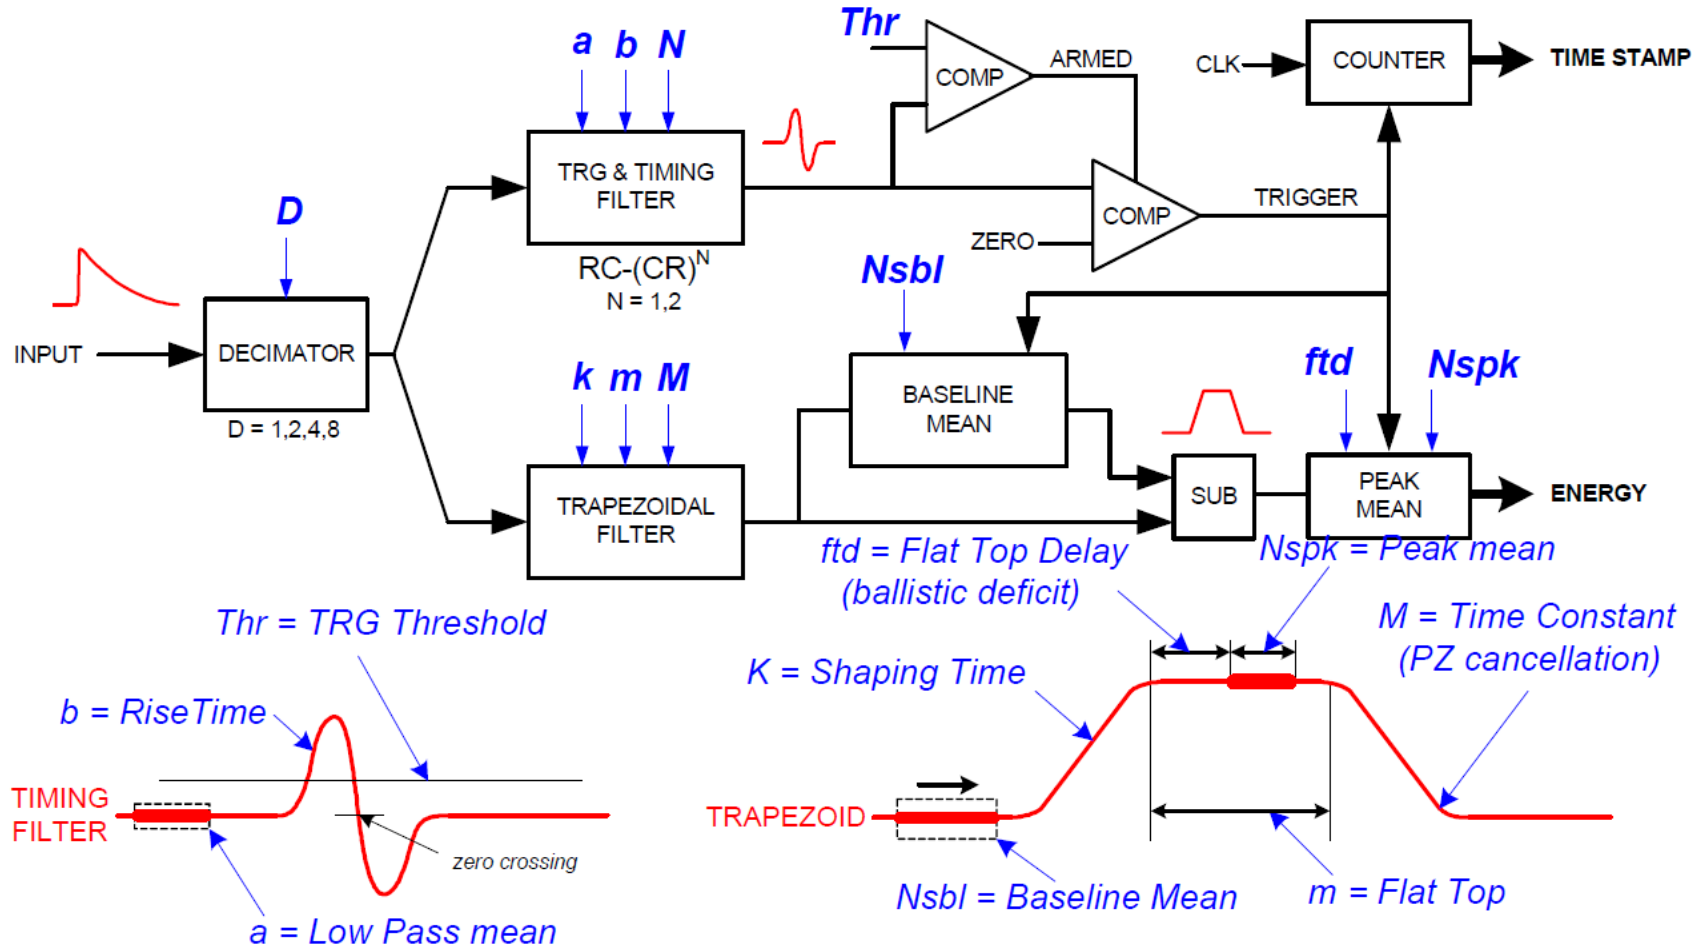 Thr
a b N
ARMED
COMP
CLK
COUNTER
TIME STAMP
TRG & TIMING
FILTER
RC-(CR)^N
N = 1,2
COMP
TRIGGER
ZERO
D
INPUT
DECIMATOR
D = 1,2,4,8
Nsbl
BASELINE
MEAN
k m M
TRAPEZOIDAL
FILTER
SUB
ftd Nspk
PEAK
MEAN
ENERGY
ftd = Flat Top Delay
(ballistic deficit)
Nspk = Peak mean
Thr = TRG Threshold
b = RiseTime
TIMING
FILTER
zero crossing
a = Low Pass mean
K = Shaping Time
M = Time Constant
(PZ cancellation)
TRAPEZOID
Nsbl = Baseline Mean
m = Flat Top